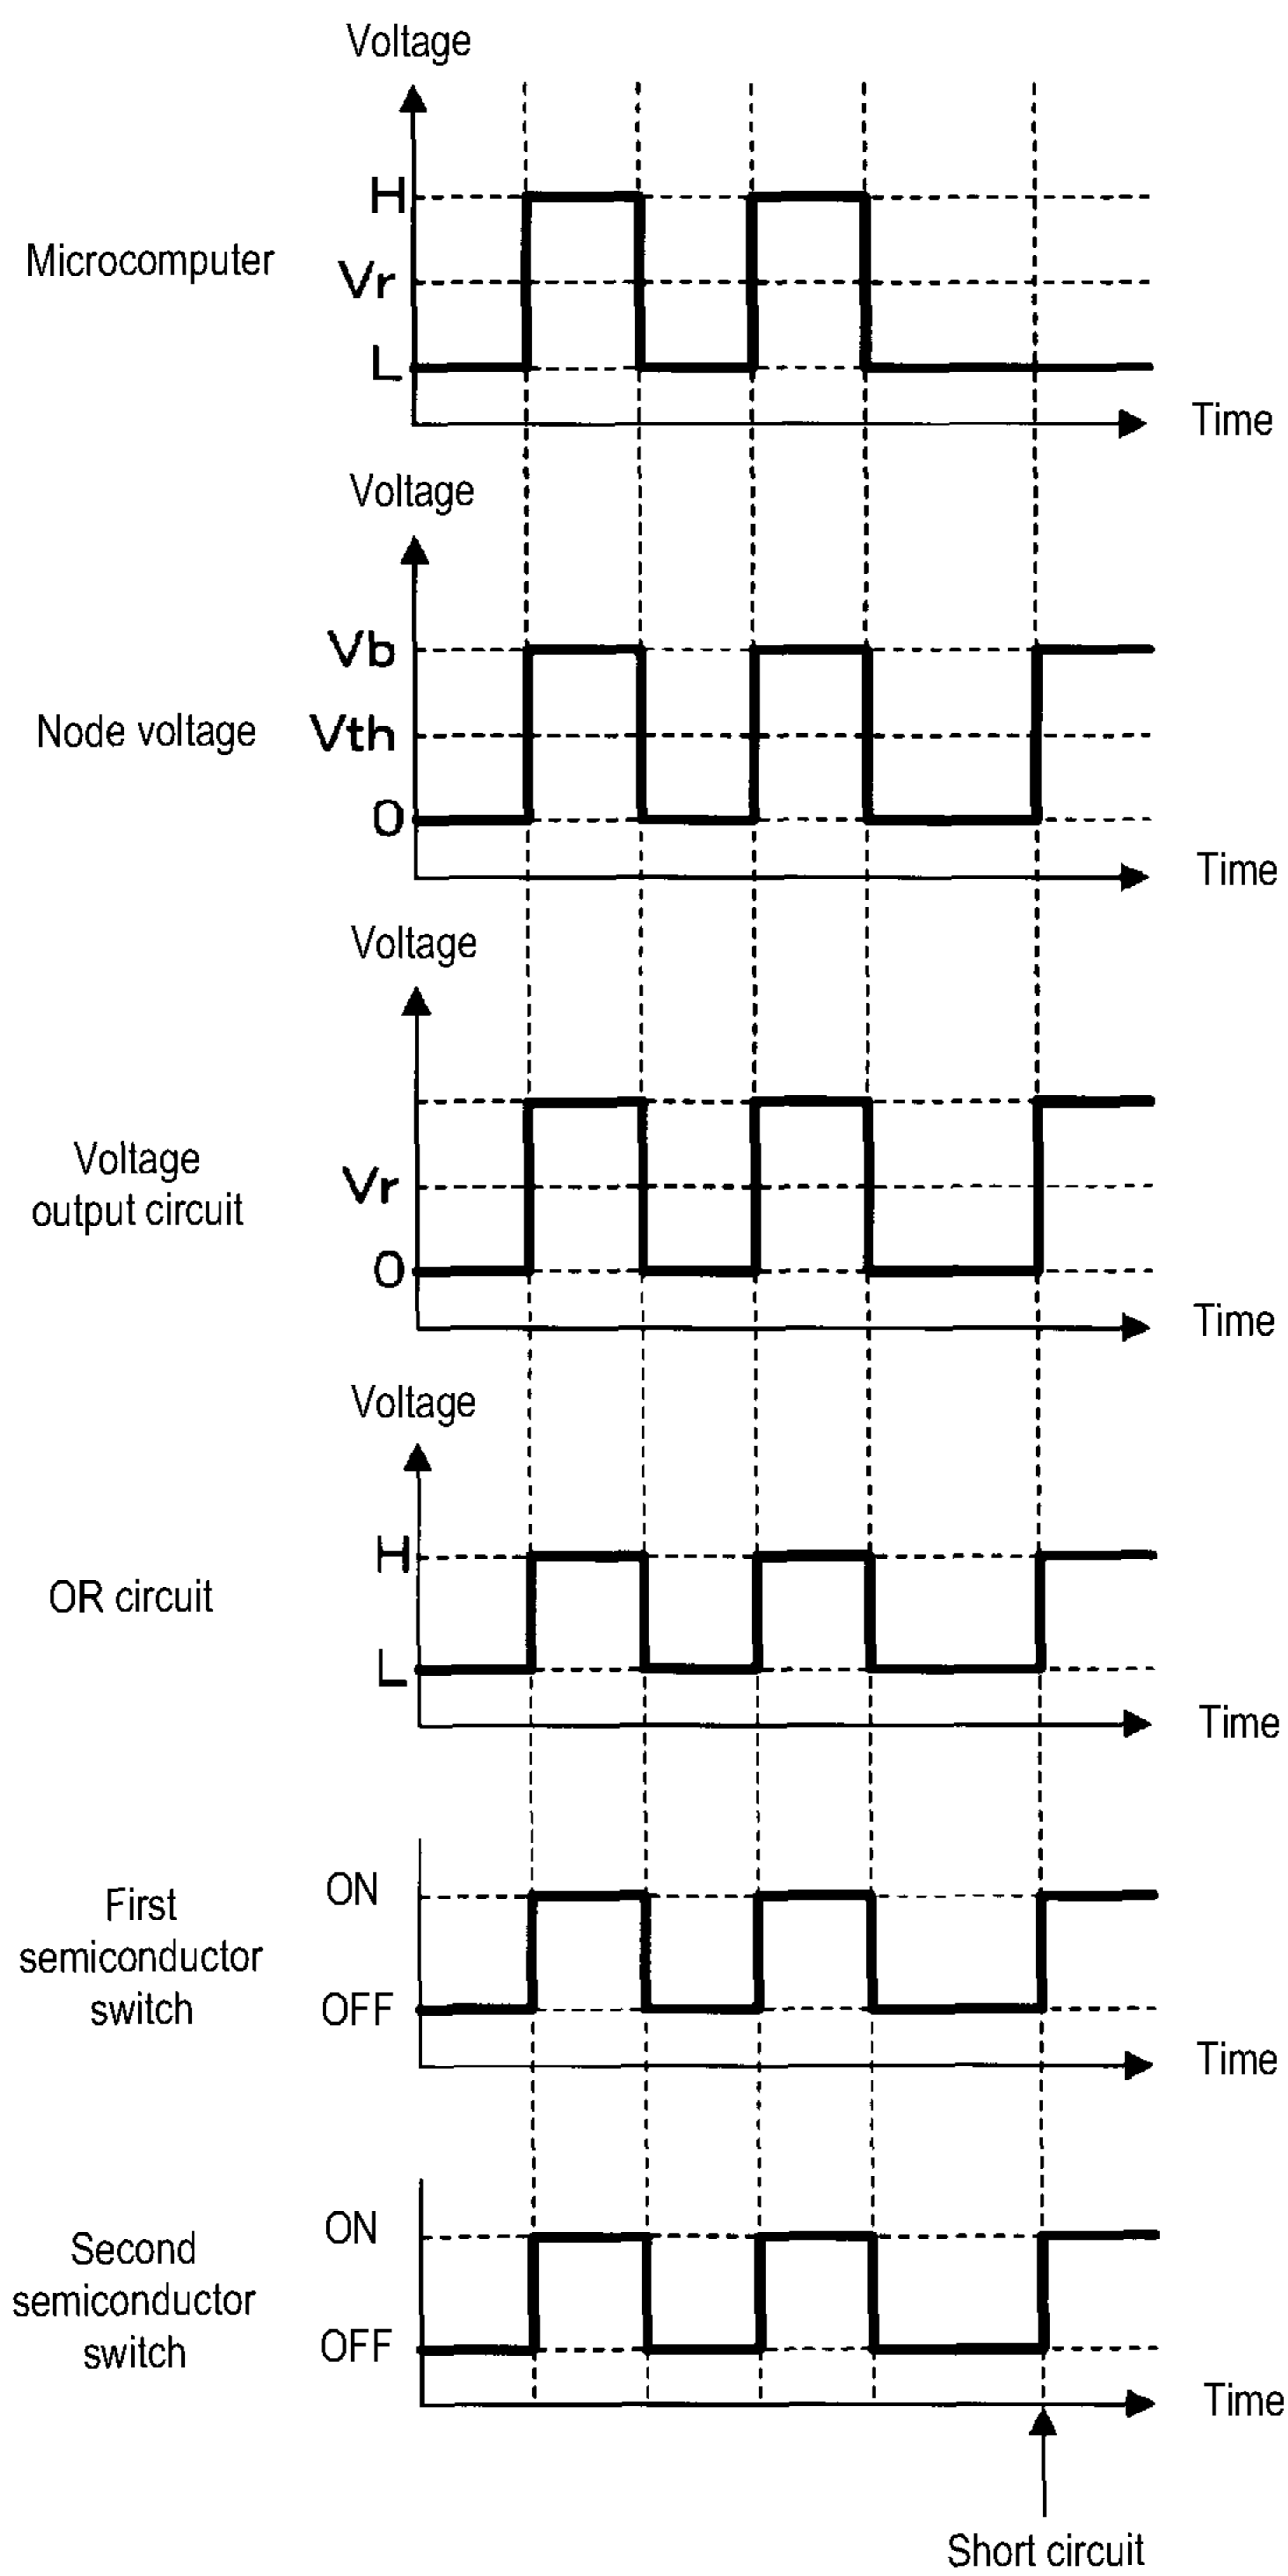 Voltage
H
Microcomputer
Vr
L
Time
Voltage
Vb
Node voltage
Vth
0
Time
Voltage
Voltage
output circuit
Vr
0
Time
Voltage
H
OR circuit
L
Time
First
semiconductor
switch
ON
OFF
Time
Second
semiconductor
switch
ON
OFF
Time
Short circuit